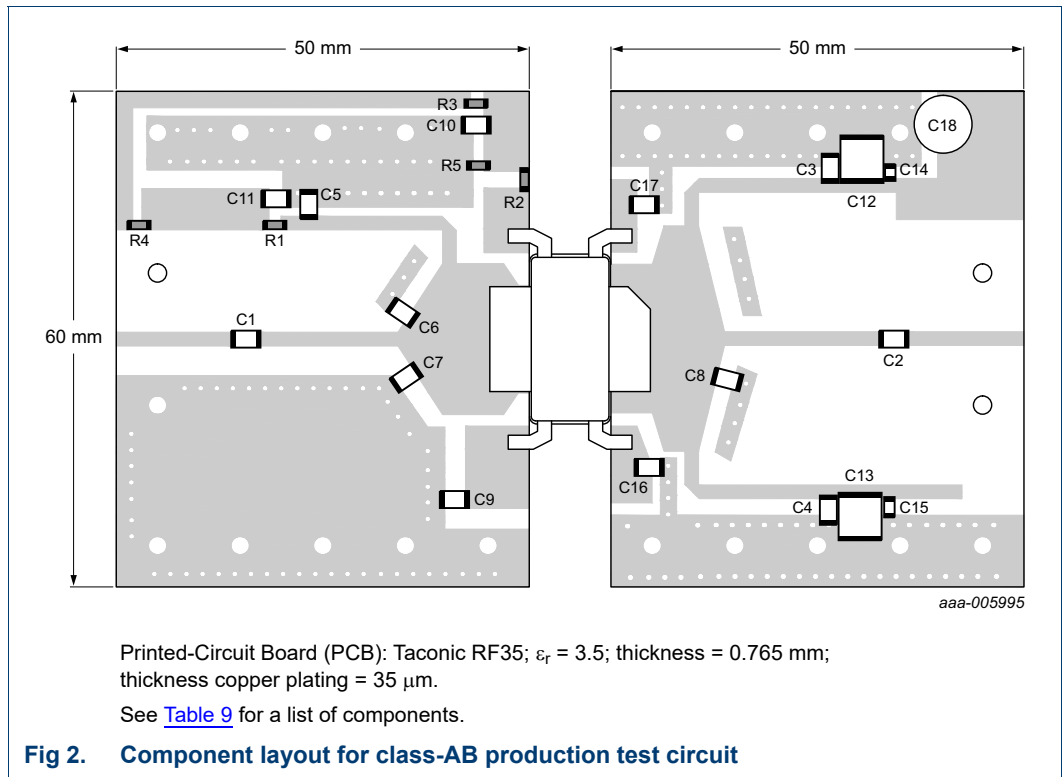 50 mm
50 mm
R3
C10
C18
R5
C3
C14
C17
R2
C11
C5
C12
R4
R1
C6
C1
60 mm
C7
C8
C2
C16
C13
C9
C4
C15
aaa-005995
Printed-Circuit Board (PCB): Taconic RF35; εr = 3.5; thickness = 0.765 mm;
thickness copper plating = 35 μm.
See Table 9 for a list of components.
Fig 2. Component layout for class-AB production test circuit